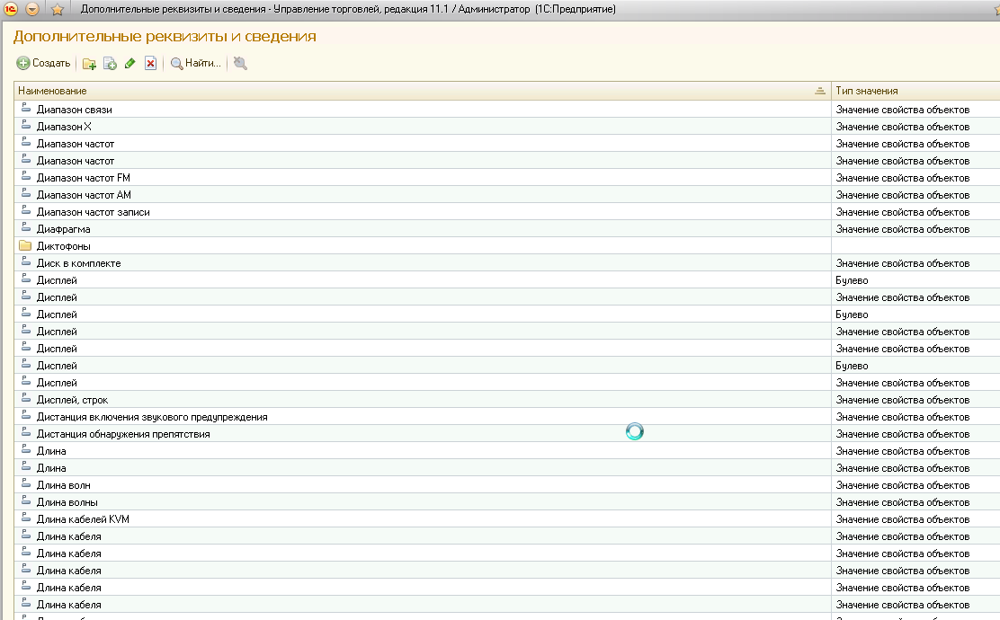 Дополнительные реквизиты и сведения - Управление торговлей, редакция 11.1 / Администратор (1С:Предприятие)
Дополнительные реквизиты и сведения
Создать Найти...
Наименование Тип значения
Диапазон связи Значение свойства объектов
Диапазон X Значение свойства объектов
Диапазон частот Значение свойства объектов
Диапазон частот Значение свойства объектов
Диапазон частот FM Значение свойства объектов
Диапазон частот АМ Значение свойства объектов
Диапазон частот записи Значение свойства объектов
Диафрагма Значение свойства объектов
Диктофоны
Диск в комплекте Значение свойства объектов
Дисплей Булево
Дисплей Значение свойства объектов
Дисплей Булево
Дисплей Значение свойства объектов
Дисплей Значение свойства объектов
Дисплей Булево
Дисплей Значение свойства объектов
Дисплей, строк Значение свойства объектов
Дистанция включения звукового предупреждения Значение свойства объектов
Дистанция обнаружения препятствия Значение свойства объектов
Длина Значение свойства объектов
Длина Значение свойства объектов
Длина волн Значение свойства объектов
Длина волны Значение свойства объектов
Длина кабелей KVM Значение свойства объектов
Длина кабеля Значение свойства объектов
Длина кабеля Значение свойства объектов
Длина кабеля Значение свойства объектов
Длина кабеля Значение свойства объектов
Длина кабеля Значение свойства объектов